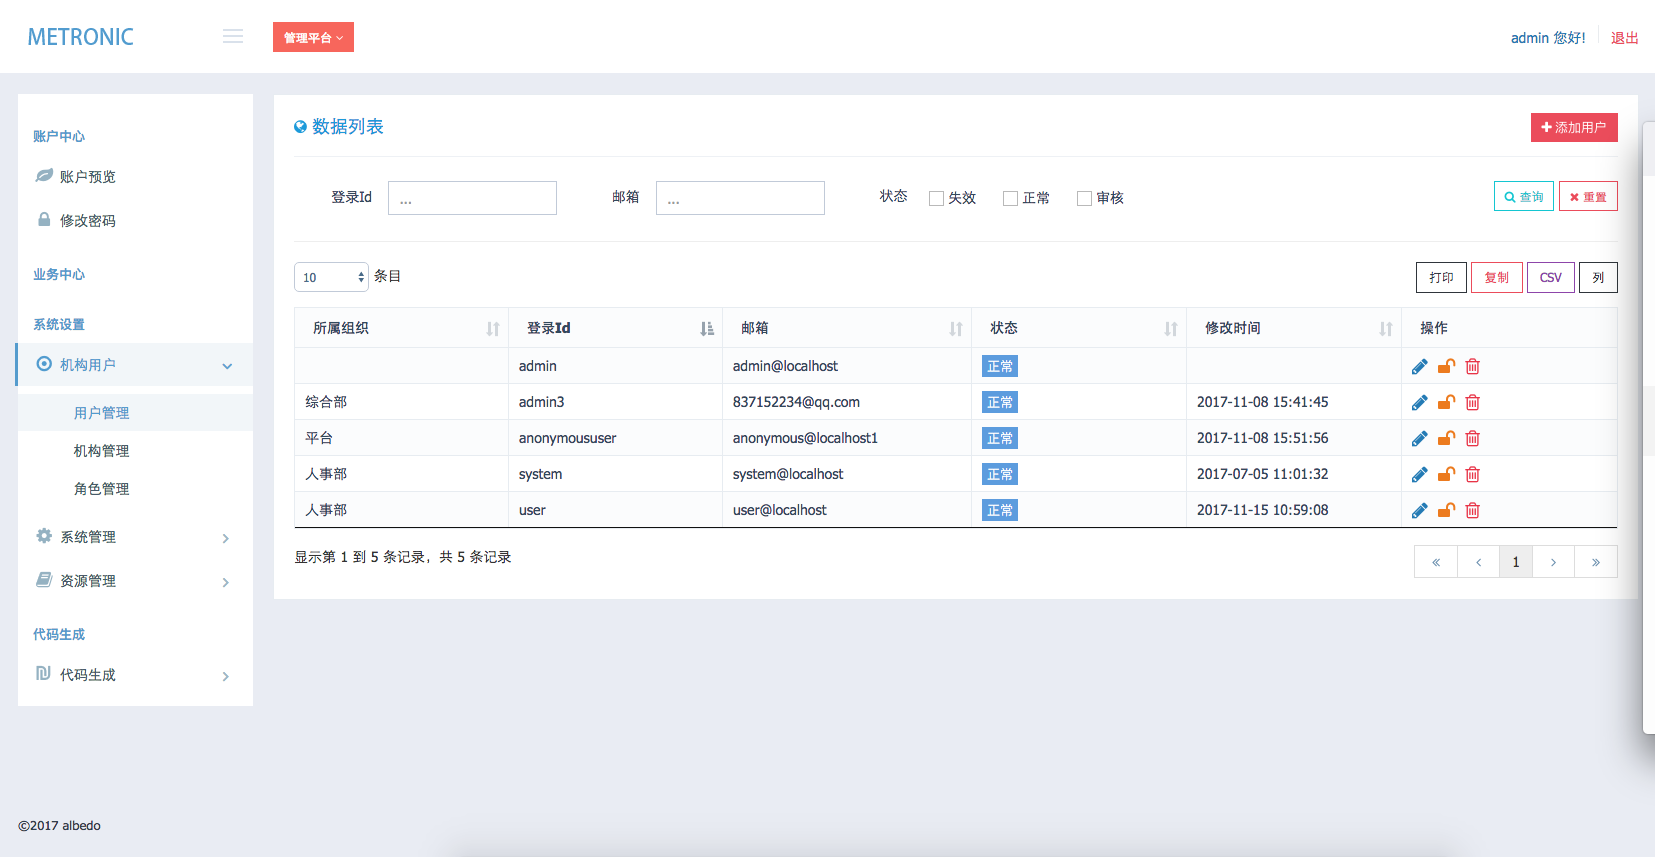 METRONIC
管理平台
admin 您好!
退出
账户中心
账户预览
修改密码
业务中心
系统设置
机构用户
用户管理
机构管理
角色管理
系统管理
资源管理
代码生成
代码生成
数据列表
添加用户
登录Id ...
邮箱 ...
状态 失效 正常 审核
查询 重置
10 条目
打印 复制 CSV 列
所属组织 登录Id 邮箱 状态 修改时间 操作
admin admin@localhost 正常
综合部 admin3 837152234@qq.com 正常 2017-11-08 15:41:45
平台 anonymoususer anonymous@localhost1 正常 2017-11-08 15:51:56
人事部 system system@localhost 正常 2017-07-05 11:01:32
人事部 user user@localhost 正常 2017-11-15 10:59:08
显示第 1 到 5 条记录，共 5 条记录
« ‹ 1 › »
©2017 albedo